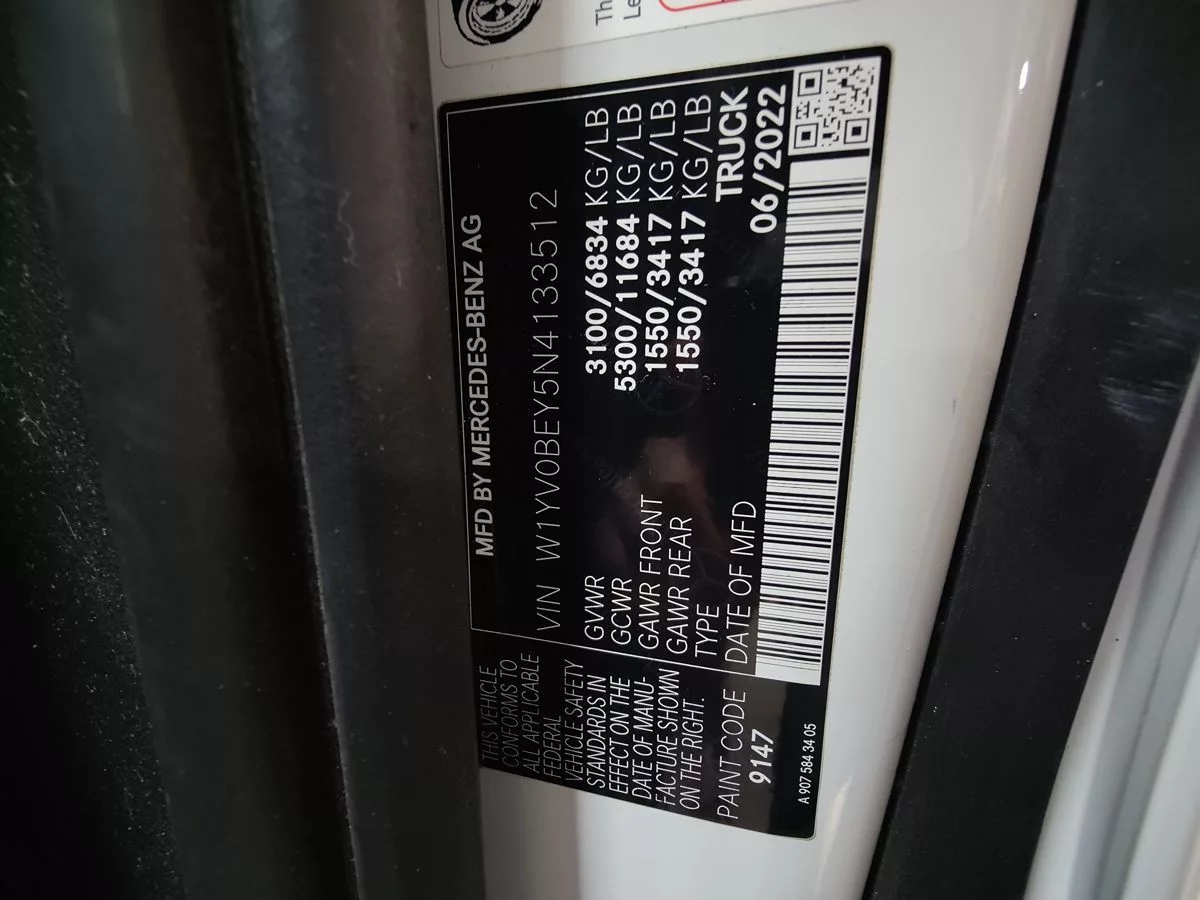 Th
Le
MFD BY MERCEDES-BENZ AG
VIN W1YV0BEY5N4133512
GVWR 3100/6834 KG/LB
GCWR 5300/11684 KG/LB
GAWR FRONT 1550/3417 KG/LB
GAWR REAR 1550/3417 KG/LB
TYPE TRUCK
DATE OF MFD 06/2022
THIS VEHICLE
CONFORMS TO
ALL APPLICABLE
FEDERAL
VEHICLE SAFETY
STANDARDS IN
EFFECT ON THE
DATE OF MANU-
FACTURE SHOWN
ON THE RIGHT.
PAINT CODE
9147
A 907 584 34 05